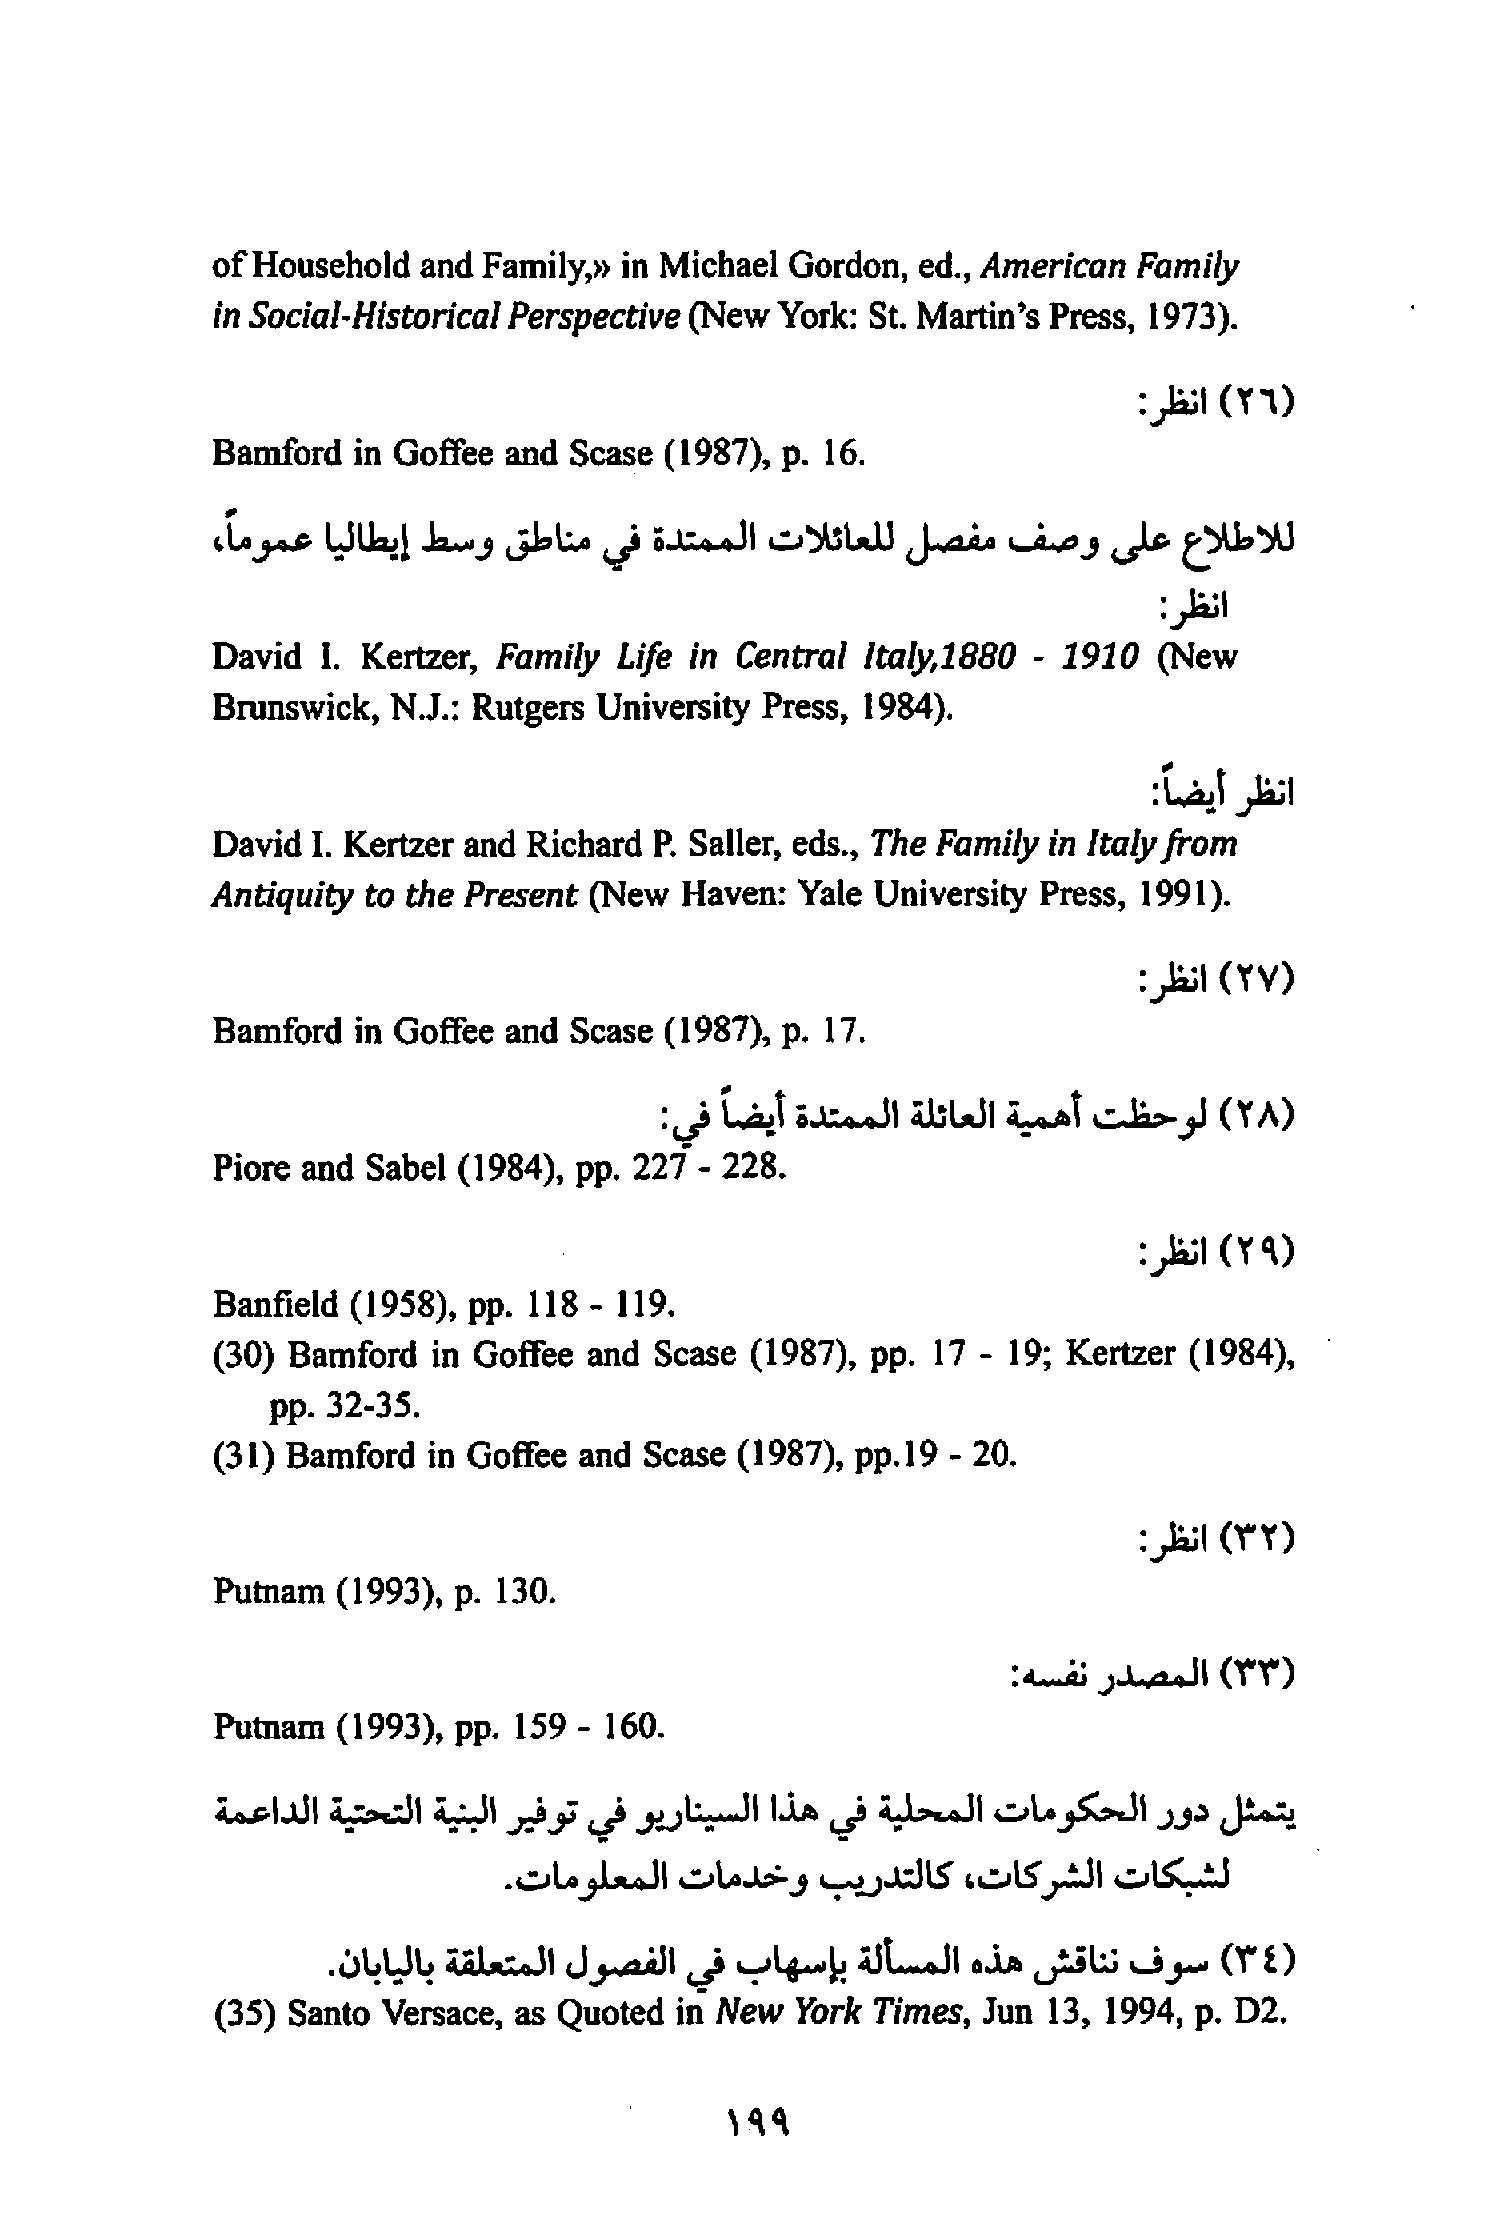 of Household and Family,» in Michael Gordon, ed., American Family
in Social-Historical Perspective (New York: St. Martin's Press, 1973).
(٢٦) انظر:
Bamford in Goffee and Scase (1987), p. 16.
للاطلاع على وصف مفصل للعائلات الممتدة في مناطق وسط إيطاليا عموماً،
انظر:
David I. Kertzer, Family Life in Central Italy,1880 - 1910 (New
Brunswick, N.J.: Rutgers University Press, 1984).
انظر أيضاً:
David I. Kertzer and Richard P. Saller, eds., The Family in Italy from
Antiquity to the Present (New Haven: Yale University Press, 1991).
(٢٧) انظر:
Bamford in Goffee and Scase (1987), p. 17.
(٢٨) لوحظت أهمية العائلة الممتدة أيضاً في:
Piore and Sabel (1984), pp. 227 - 228.
(٢٩) انظر:
Banfield (1958), pp. 118 - 119.
(30) Bamford in Goffee and Scase (1987), pp. 17 - 19; Kertzer (1984),
pp. 32-35.
(31) Bamford in Goffee and Scase (1987), pp.19 - 20.
(٣٢) انظر:
Putnam (1993), p. 130.
(٣٣) المصدر نفسه:
Putnam (1993), pp. 159 - 160.
يتمثل دور الحكومات المحلية في هذا السيناريو في توفير البنية التحتية الداعمة
لشبكات الشركات، كالتدريب وخدمات المعلومات.
(٣٤) سوف نناقش هذه المسألة بإسهاب في الفصول المتعلقة باليابان.
(35) Santo Versace, as Quoted in New York Times, Jun 13, 1994, p. D2.
١٩٩